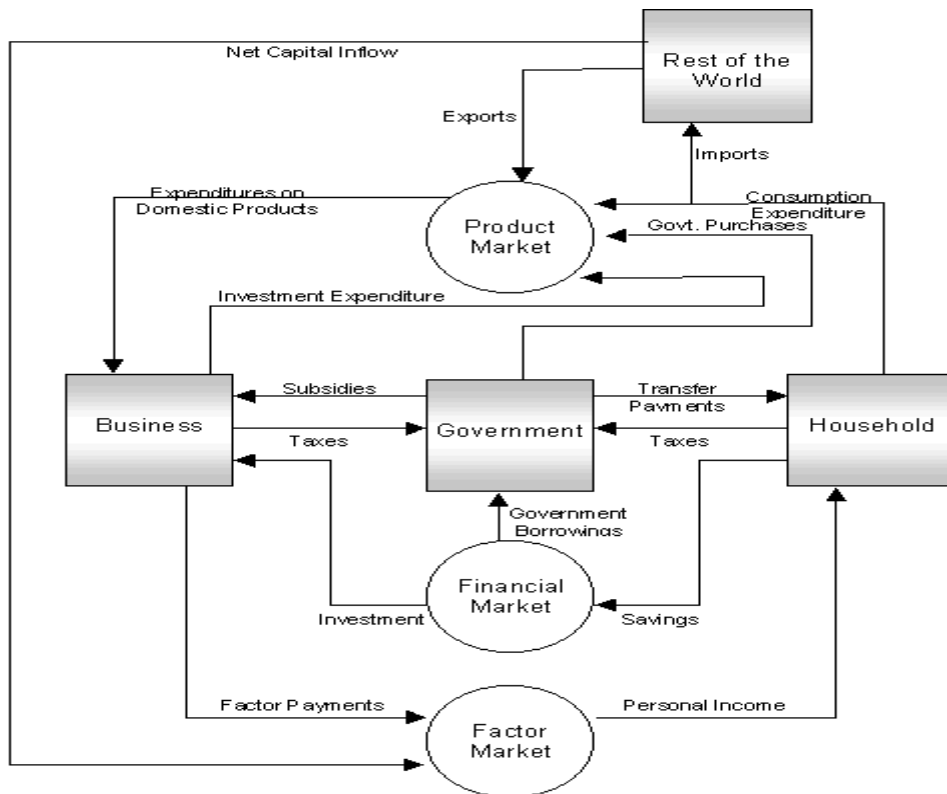 Net Capital Inflow
Rest of the
World
Exports
Imports
Expenditures on
Domestic Products
Consumption
Expenditure
Product
Market
Govt. Purchases
Investment Expenditure
Subsidies
Transfer
Payments
Business
Government
Household
Taxes
Taxes
Government
Borrowings
Financial
Market
Investment
Savings
Factor Payments
Personal Income
Factor
Market